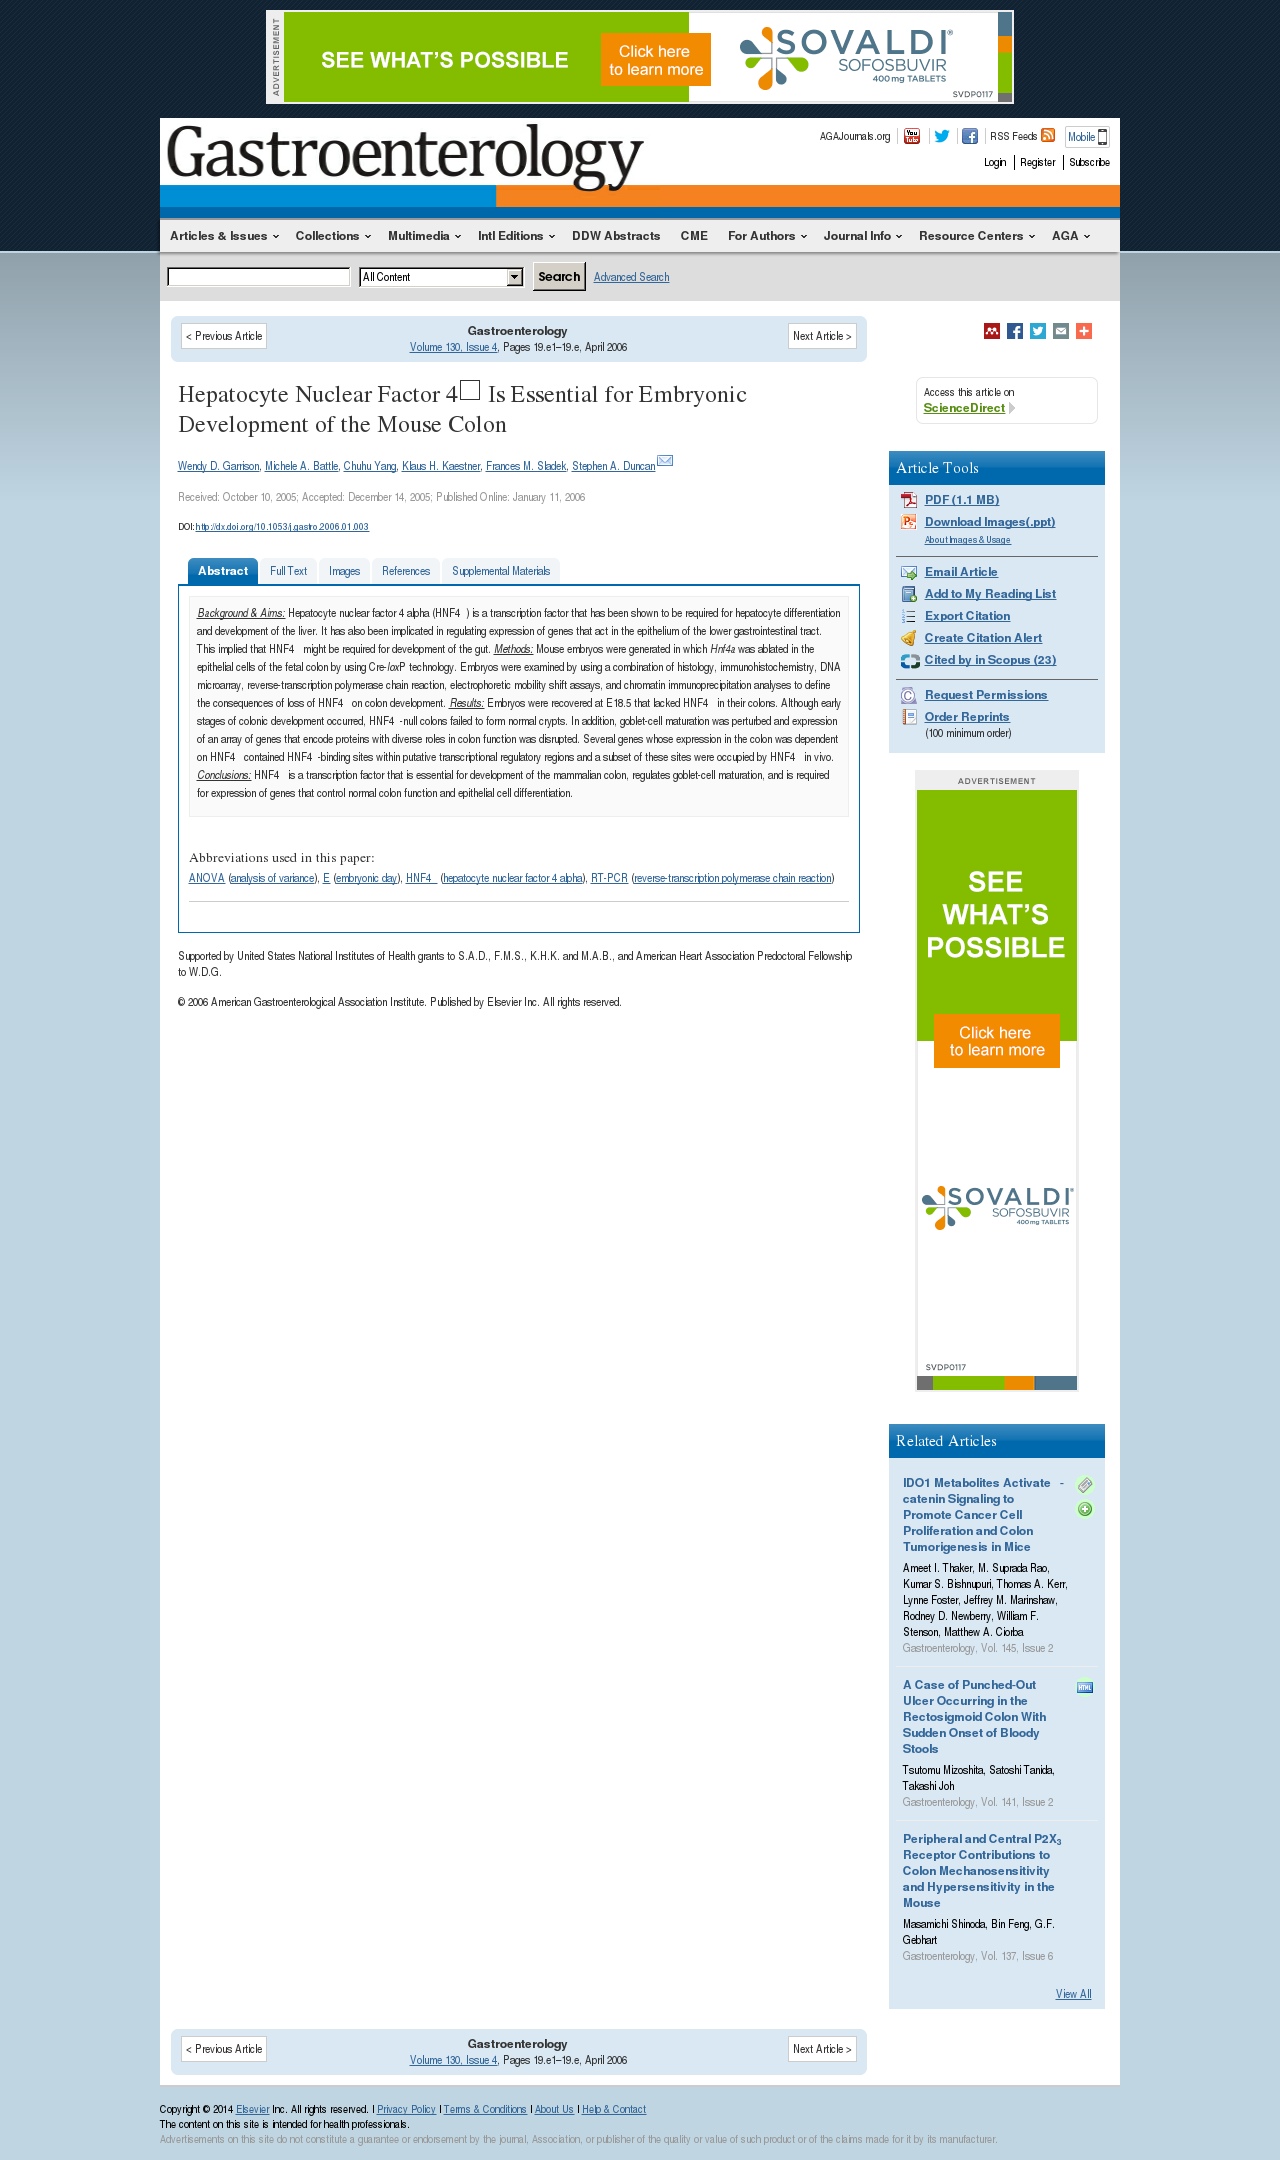 ADVERTISEMENT
SEE WHAT'S POSSIBLE
Click here
to learn more
SOVALDI®
SOFOSBUVIR
400 mg TABLETS
SVDP0117
Gastroenterology
AGAJournals.org
You Tube
RSS Feeds
Mobile
Login
Register
Subscribe
Articles & Issues
Collections
Multimedia
Intl Editions
DDW Abstracts
CME
For Authors
Journal Info
Resource Centers
AGA
All Content
Search
Advanced Search
< Previous Article
Gastroenterology
Volume 130, Issue 4, Pages 19.e1–19.e, April 2006
Next Article >
Hepatocyte Nuclear Factor 4□ Is Essential for Embryonic
Development of the Mouse Colon
Wendy D. Garrison, Michele A. Battle, Chuhu Yang, Klaus H. Kaestner, Frances M. Sladek, Stephen A. Duncan
Received: October 10, 2005; Accepted: December 14, 2005; Published Online: January 11, 2006
DOI: http://dx.doi.org/10.1053/j.gastro.2006.01.003
Abstract
Full Text
Images
References
Supplemental Materials
Background & Aims: Hepatocyte nuclear factor 4 alpha (HNF4 ) is a transcription factor that has been shown to be required for hepatocyte differentiation
and development of the liver. It has also been implicated in regulating expression of genes that act in the epithelium of the lower gastrointestinal tract.
This implied that HNF4 might be required for development of the gut. Methods: Mouse embryos were generated in which Hnf4a was ablated in the
epithelial cells of the fetal colon by using Cre-loxP technology. Embryos were examined by using a combination of histology, immunohistochemistry, DNA
microarray, reverse-transcription polymerase chain reaction, electrophoretic mobility shift assays, and chromatin immunoprecipitation analyses to define
the consequences of loss of HNF4 on colon development. Results: Embryos were recovered at E18.5 that lacked HNF4 in their colons. Although early
stages of colonic development occurred, HNF4 -null colons failed to form normal crypts. In addition, goblet-cell maturation was perturbed and expression
of an array of genes that encode proteins with diverse roles in colon function was disrupted. Several genes whose expression in the colon was dependent
on HNF4 contained HNF4 -binding sites within putative transcriptional regulatory regions and a subset of these sites were occupied by HNF4 in vivo.
Conclusions: HNF4 is a transcription factor that is essential for development of the mammalian colon, regulates goblet-cell maturation, and is required
for expression of genes that control normal colon function and epithelial cell differentiation.
Abbreviations used in this paper:
ANOVA (analysis of variance), E (embryonic day), HNF4 (hepatocyte nuclear factor 4 alpha), RT-PCR (reverse-transcription polymerase chain reaction)
Supported by United States National Institutes of Health grants to S.A.D., F.M.S., K.H.K. and M.A.B., and American Heart Association Predoctoral Fellowship
to W.D.G.
© 2006 American Gastroenterological Association Institute. Published by Elsevier Inc. All rights reserved.
Access this article on
ScienceDirect
Article Tools
PDF (1.1 MB)
Download Images(.ppt)
About Images & Usage
Email Article
Add to My Reading List
Export Citation
Create Citation Alert
Cited by in Scopus (23)
Request Permissions
Order Reprints
(100 minimum order)
ADVERTISEMENT
SEE
WHAT'S
POSSIBLE
Click here
to learn more
SOVALDI®
SOFOSBUVIR
400 mg TABLETS
SVDP0117
Related Articles
IDO1 Metabolites Activate -
catenin Signaling to
Promote Cancer Cell
Proliferation and Colon
Tumorigenesis in Mice
Ameet I. Thaker, M. Suprada Rao,
Kumar S. Bishnupuri, Thomas A. Kerr,
Lynne Foster, Jeffrey M. Marinshaw,
Rodney D. Newberry, William F.
Stenson, Matthew A. Ciorba
Gastroenterology, Vol. 145, Issue 2
A Case of Punched-Out
Ulcer Occurring in the
Rectosigmoid Colon With
Sudden Onset of Bloody
Stools
HTML
Tsutomu Mizoshita, Satoshi Tanida,
Takashi Joh
Gastroenterology, Vol. 141, Issue 2
Peripheral and Central P2X3
Receptor Contributions to
Colon Mechanosensitivity
and Hypersensitivity in the
Mouse
Masamichi Shinoda, Bin Feng, G.F.
Gebhart
Gastroenterology, Vol. 137, Issue 6
View All
< Previous Article
Gastroenterology
Volume 130, Issue 4, Pages 19.e1–19.e, April 2006
Next Article >
Copyright © 2014 Elsevier Inc. All rights reserved. | Privacy Policy | Terms & Conditions | About Us | Help & Contact
The content on this site is intended for health professionals.
Advertisements on this site do not constitute a guarantee or endorsement by the journal, Association, or publisher of the quality or value of such product or of the claims made for it by its manufacturer.